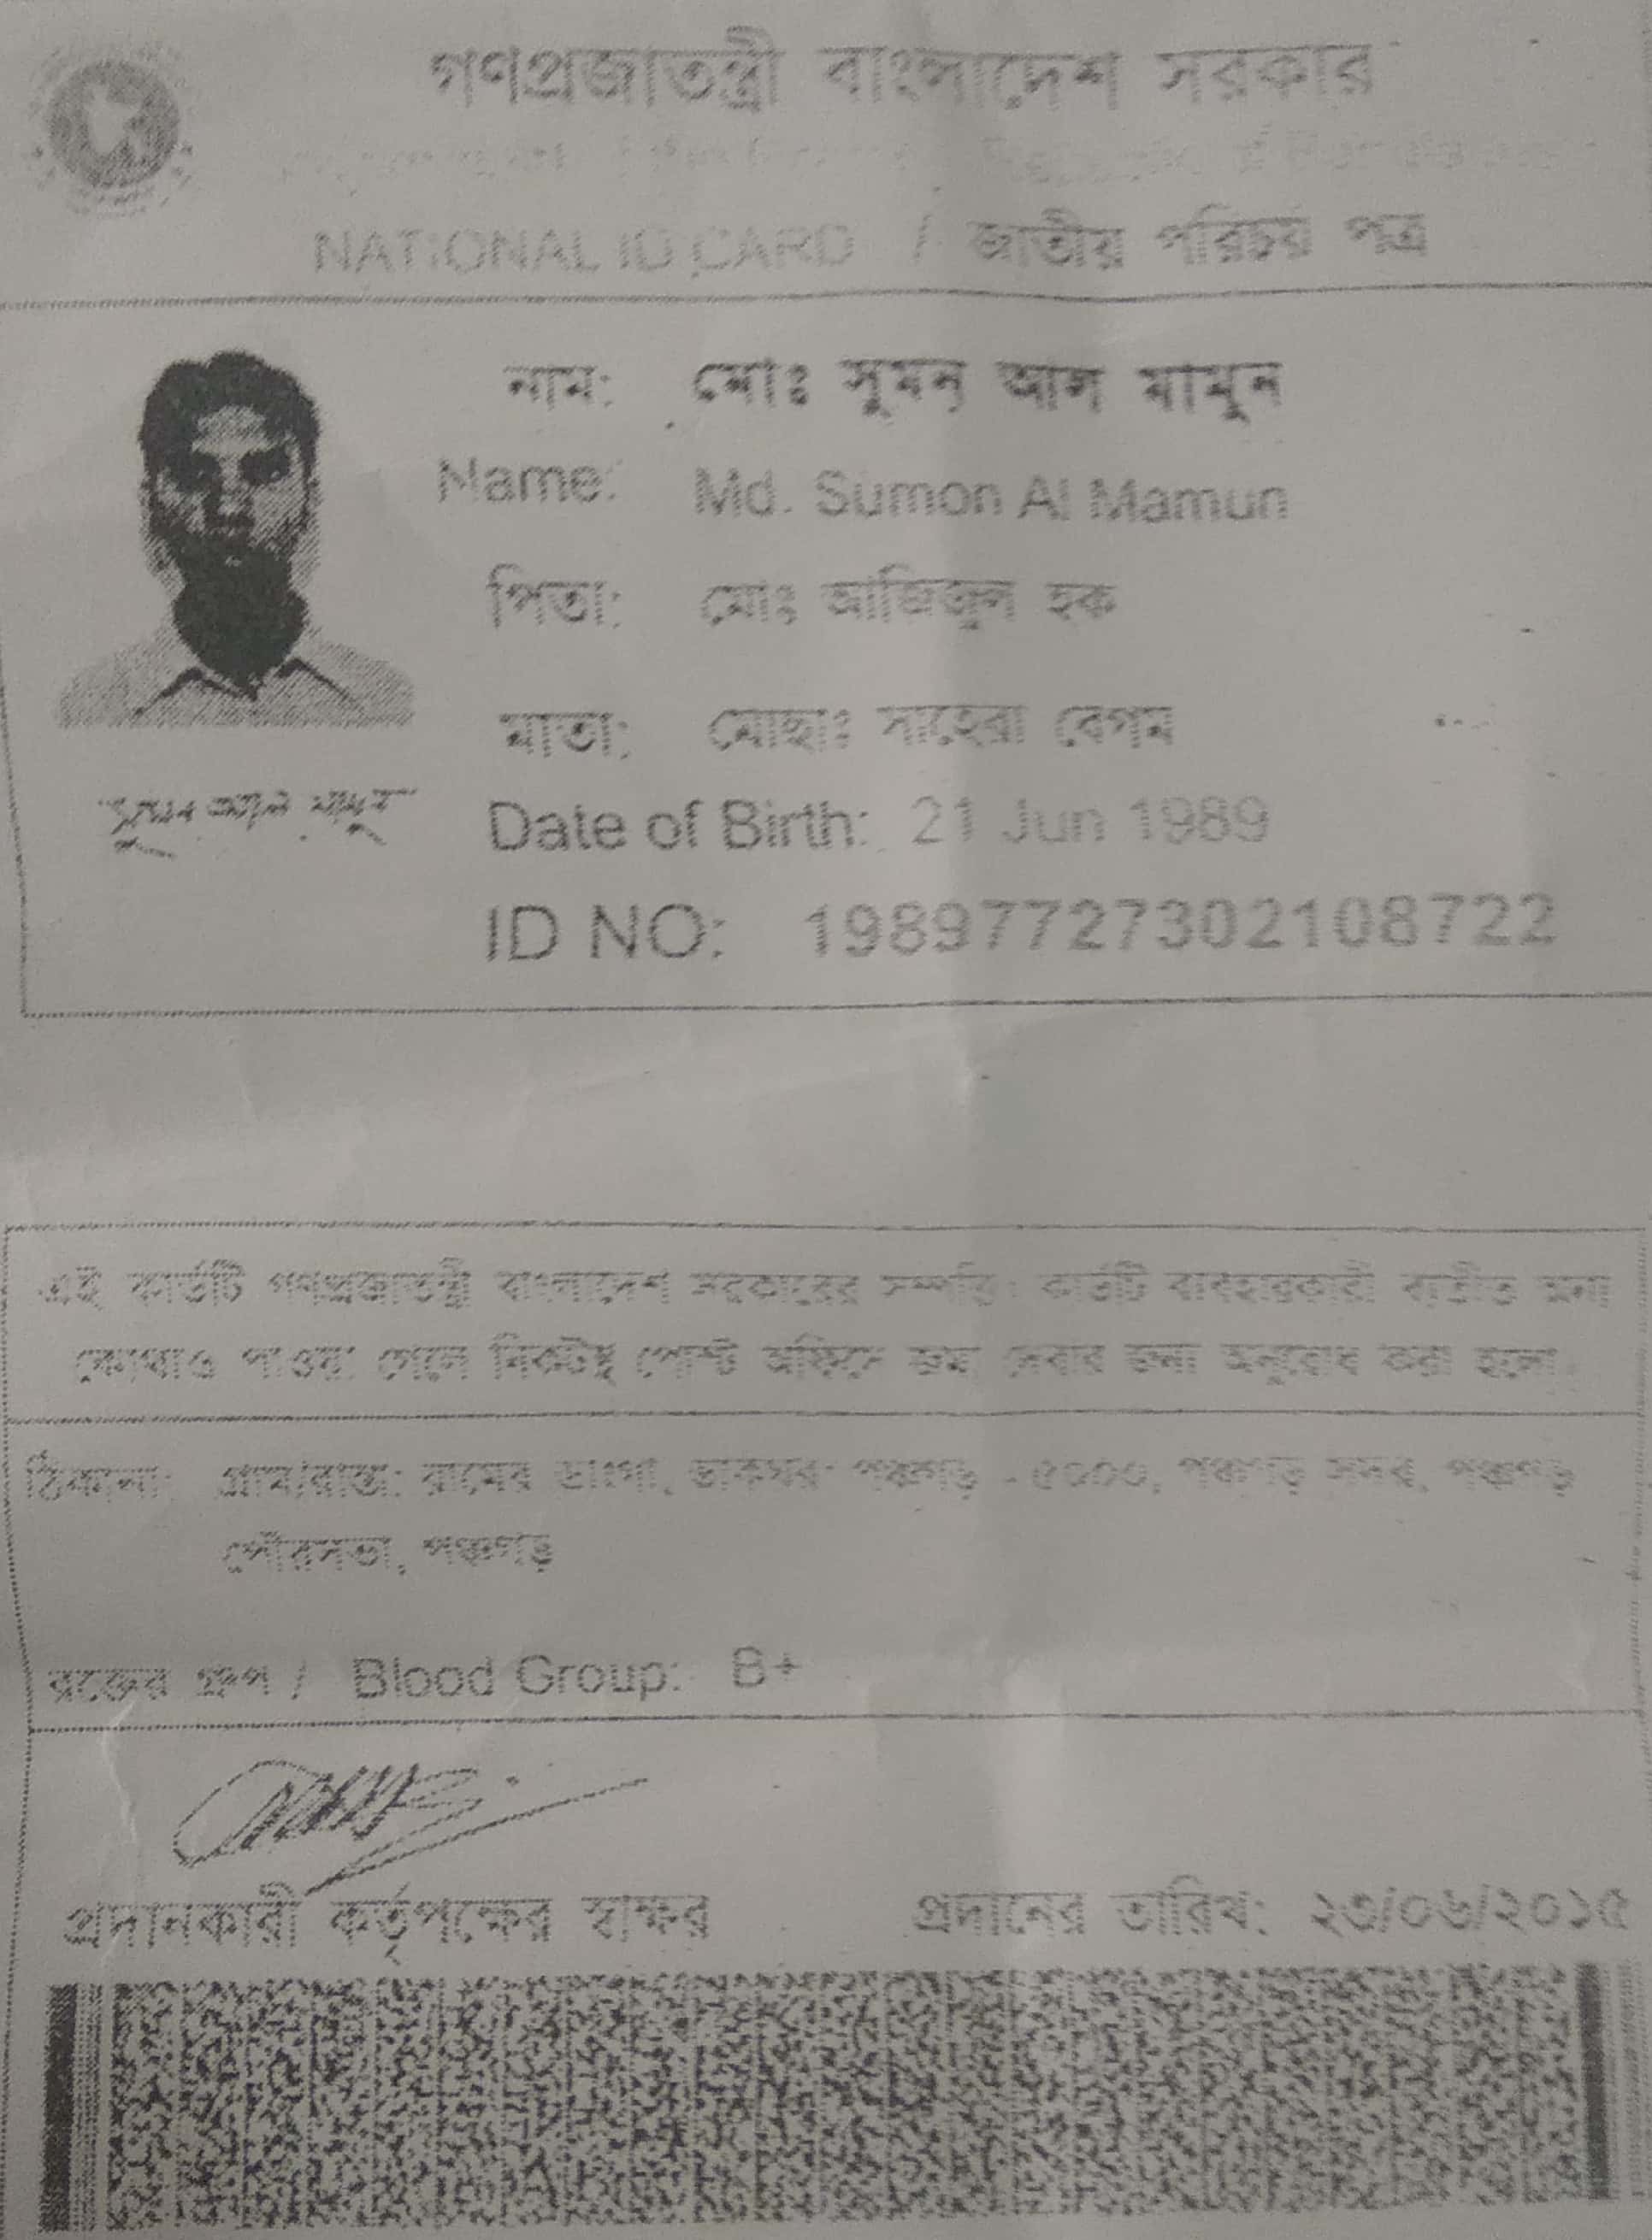 গণপ্রজাতন্ত্রী বাংলাদেশ সরকার
NATIONAL ID CARD / জাতীয় পরিচয় পত্র
নাম: মোঃ সুমন আল মামুন
Name: Md. Sumon Al Mamun
পিতা: মোঃ আজিজুল হক
মাতা: মোছাঃ সাহেরা বেগম
সুমন আল মামুন
Date of Birth: 21 Jun 1989
ID NO: 19897727302108722
এই কার্ডটি গণপ্রজাতন্ত্রী বাংলাদেশ সরকারের সম্পত্তি। কার্ডটি ব্যবহারকারী ব্যতীত অন্য
কোথাও পাওয়া গেলে নিকটস্থ পোস্ট অফিসে জমা দেবার জন্য অনুরোধ করা হলো।
ঠিকানা: গ্রাম/রাস্তা: রামের ডাংগা, ডাকঘর: পঞ্চগড় - ৫০০০, পঞ্চগড় সদর, পঞ্চগড়
পৌরসভা, পঞ্চগড়
রক্তের গ্রুপ / Blood Group: B+
প্রদানকারী কর্তৃপক্ষের স্বাক্ষর প্রদানের তারিখ: ২৩/০৬/২০১৫